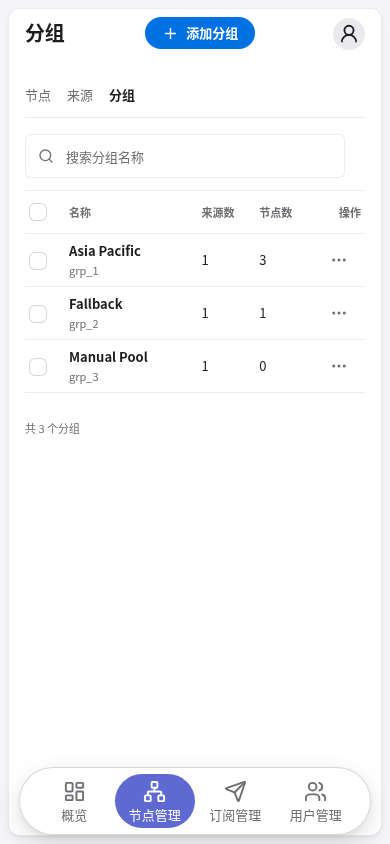 分组
添加分组
节点 来源 分组
搜索分组名称
名称 来源数 节点数 操作
Asia Pacific 1 3
grp_1
Fallback 1 1
grp_2
Manual Pool 1 0
grp_3
共 3 个分组
概览 节点管理 订阅管理 用户管理